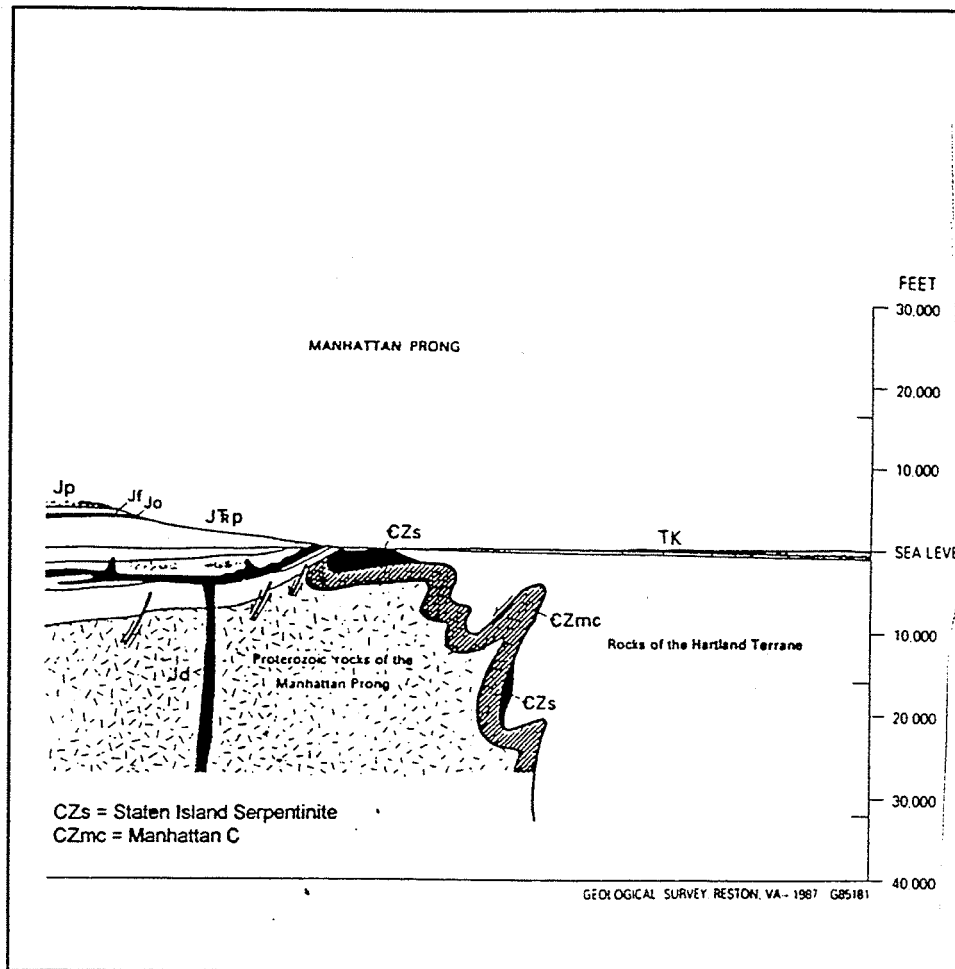 FEET
30,000
MANHATTAN PRONG
20,000
10,000
Jp
Jf
Jo
JTRp
CZs
TK
SEA LEVE
CZmc
10,000
Rocks of the Hartland Terrane
Proterozoic rocks of the
Manhattan Prong
Jd
CZs
20 000
30,000
CZs = Staten Island Serpentinite
CZmc = Manhattan C
40 000
GEOLOGICAL SURVEY, RESTON, VA- 1987 G85181